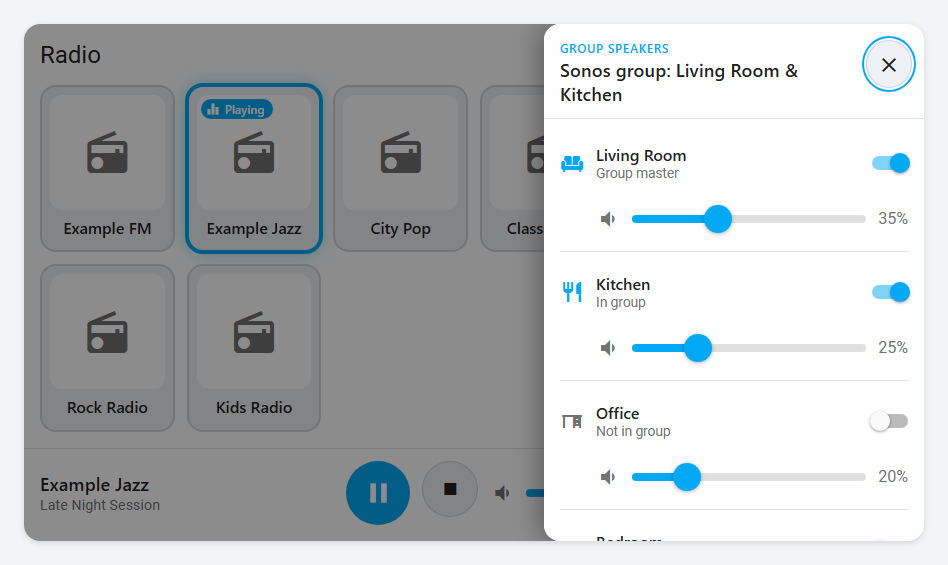 Radio
Playing
Example FM
Example Jazz
City Pop
Class
Rock Radio
Kids Radio
Example Jazz
Late Night Session
GROUP SPEAKERS
Sonos group: Living Room &
Kitchen
Living Room
Group master
35%
Kitchen
In group
25%
Office
Not in group
20%
Bedroom